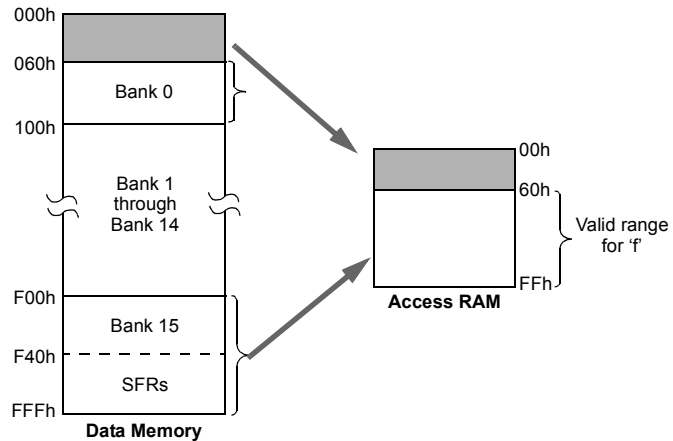 000h
060h
Bank 0
100h
Bank 1
through
Bank 14
F00h
Bank 15
F40h
SFRs
FFFh
Data Memory
00h
60h
Valid range
for ‘f’
FFh
Access RAM